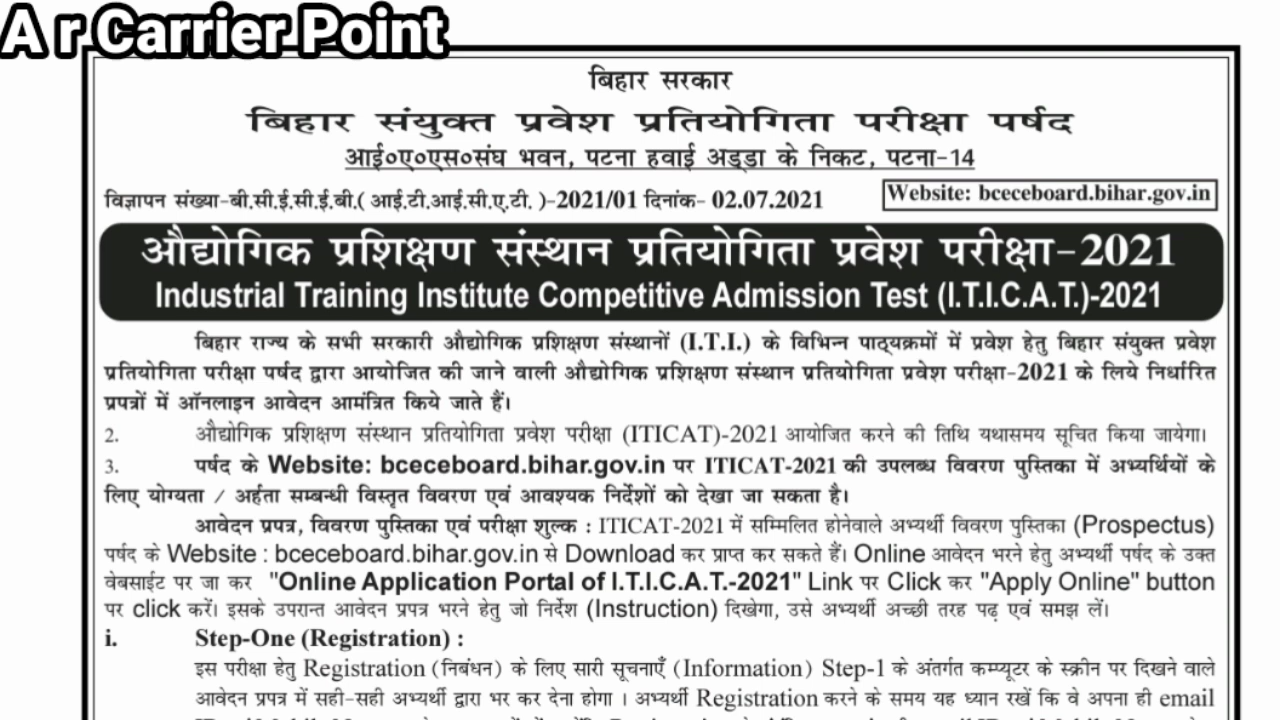 A r Carrier Point
बिहार सरकार
बिहार संयुक्त प्रवेश प्रतियोगिता परीक्षा पर्षद
आई०ए०एस०संघ भवन, पटना हवाई अड्डा के निकट, पटना-14
विज्ञापन संख्या-बी.सी.ई.सी.ई.बी.( आई.टी.आई.सी.ए.टी. )-2021/01 दिनांक- 02.07.2021
Website: bceceboard.bihar.gov.in
औद्योगिक प्रशिक्षण संस्थान प्रतियोगिता प्रवेश परीक्षा-2021
Industrial Training Institute Competitive Admission Test (I.T.I.C.A.T.)-2021
बिहार राज्य के सभी सरकारी औद्योगिक प्रशिक्षण संस्थानों (I.T.I.) के विभिन्न पाठ्यक्रमों में प्रवेश हेतु बिहार संयुक्त प्रवेश
प्रतियोगिता परीक्षा पर्षद द्वारा आयोजित की जाने वाली औद्योगिक प्रशिक्षण संस्थान प्रतियोगिता प्रवेश परीक्षा-2021 के लिये निर्धारित
प्रपत्रों में ऑनलाइन आवेदन आमंत्रित किये जाते हैं।
2. औद्योगिक प्रशिक्षण संस्थान प्रतियोगिता प्रवेश परीक्षा (ITICAT)-2021 आयोजित करने की तिथि यथासमय सूचित किया जायेगा।
3. पर्षद के Website: bceceboard.bihar.gov.in पर ITICAT-2021 की उपलब्ध विवरण पुस्तिका में अभ्यर्थियों के
लिए योग्यता / अर्हता सम्बन्धी विस्तृत विवरण एवं आवश्यक निर्देशों को देखा जा सकता है।
आवेदन प्रपत्र, विवरण पुस्तिका एवं परीक्षा शुल्क : ITICAT-2021 में सम्मिलित होनेवाले अभ्यर्थी विवरण पुस्तिका (Prospectus)
पर्षद के Website : bceceboard.bihar.gov.in से Download कर प्राप्त कर सकते हैं। Online आवेदन भरने हेतु अभ्यर्थी पर्षद के उक्त
वेबसाईट पर जा कर "Online Application Portal of I.T.I.C.A.T.-2021" Link पर Click कर "Apply Online" button
पर click करें। इसके उपरान्त आवेदन प्रपत्र भरने हेतु जो निर्देश (Instruction) दिखेगा, उसे अभ्यर्थी अच्छी तरह पढ़ एवं समझ लें।
i. Step-One (Registration) :
इस परीक्षा हेतु Registration (निबंधन) के लिए सारी सूचनाएँ (Information) Step-1 के अंतर्गत कम्प्यूटर के स्क्रीन पर दिखने वाले
आवेदन प्रपत्र में सही-सही अभ्यर्थी द्वारा भर कर देना होगा । अभ्यर्थी Registration करने के समय यह ध्यान रखें कि वे अपना ही email